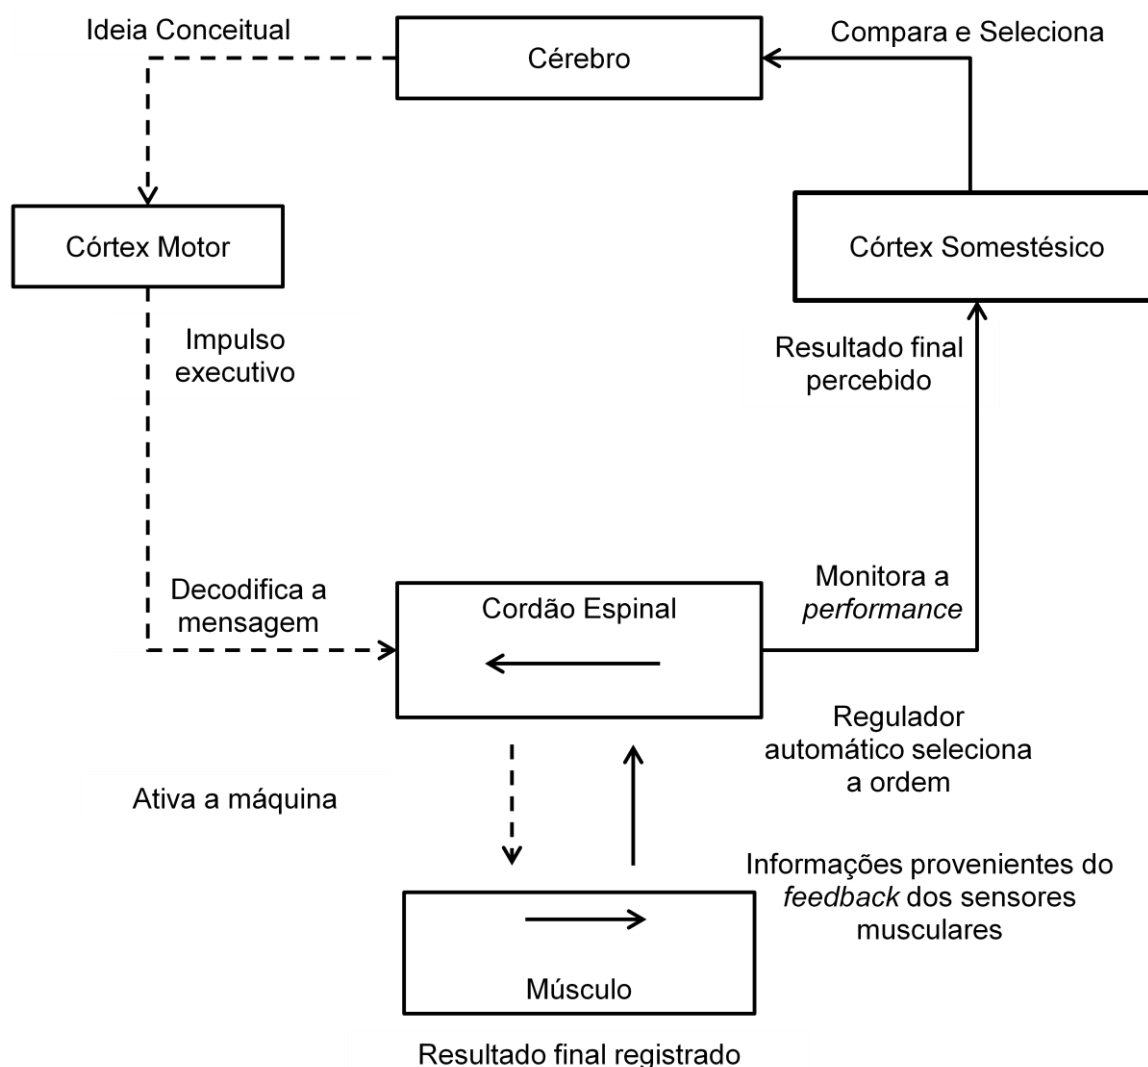 Ideia Conceitual
Cérebro
Compara e Seleciona
Córtex Motor
Córtex Somestésico
Impulso
executivo
Resultado final
percebido
Decodifica a
mensagem
Cordão Espinal
Monitora a
performance
Regulador
automático seleciona
a ordem
Ativa a máquina
Informações provenientes do
feedback dos sensores
musculares
Músculo
Resultado final registrado